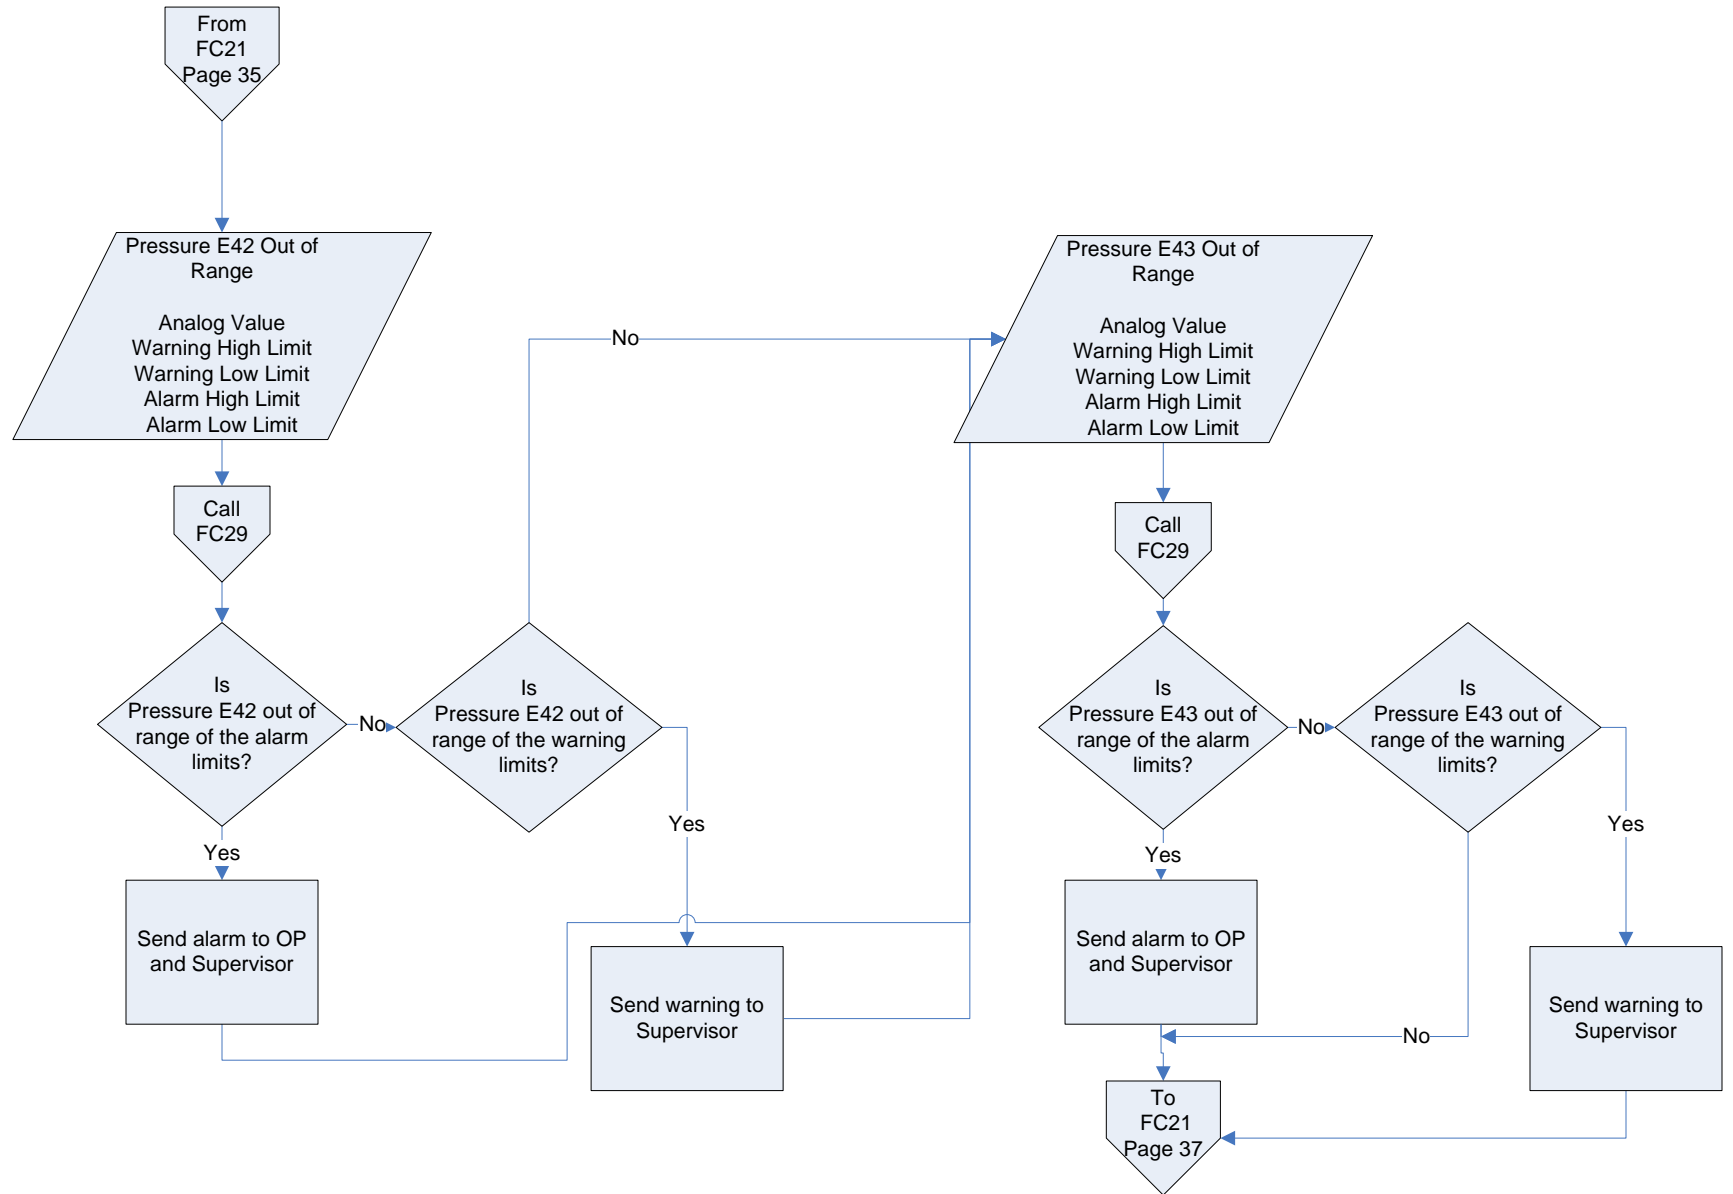 From
FC21
Page 35
Pressure E42 Out of
Range
Analog Value
Warning High Limit
Warning Low Limit
Alarm High Limit
Alarm Low Limit
Call
FC29
Is
Pressure E42 out of
range of the alarm
limits?
No
Is
Pressure E42 out of
range of the warning
limits?
No
Yes
Send alarm to OP
and Supervisor
Yes
Send warning to
Supervisor
Pressure E43 Out of
Range
Analog Value
Warning High Limit
Warning Low Limit
Alarm High Limit
Alarm Low Limit
Call
FC29
Is
Pressure E43 out of
range of the alarm
limits?
No
Is
Pressure E43 out of
range of the warning
limits?
Yes
Send alarm to OP
and Supervisor
Yes
Send warning to
Supervisor
No
To
FC21
Page 37